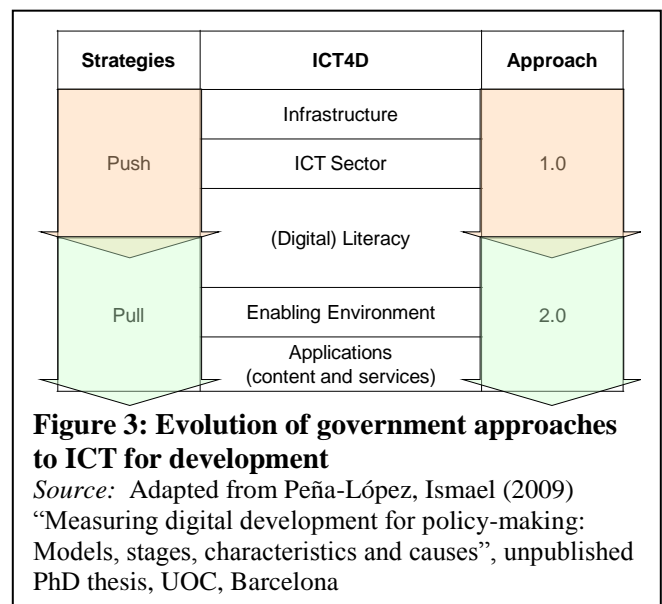 Strategies ICT4D Approach
Infrastructure
Push ICT Sector 1.0
(Digital) Literacy
Pull Enabling Environment 2.0
Applications
(content and services)
Figure 3: Evolution of government approaches
to ICT for development
Source: Adapted from Peña-López, Ismael (2009)
“Measuring digital development for policy-making:
Models, stages, characteristics and causes”, unpublished
PhD thesis, UOC, Barcelona